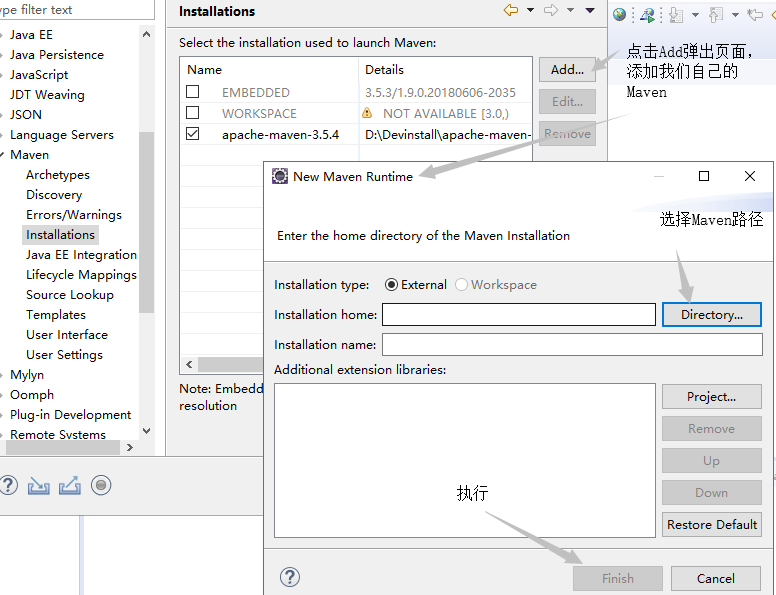 ype filter text
Java EE
Java Persistence
JavaScript
JDT Weaving
JSON
Language Servers
Maven
Archetypes
Discovery
Errors/Warnings
Installations
Java EE Integration
Lifecycle Mappings
Source Lookup
Templates
User Interface
User Settings
Mylyn
Oomph
Plug-in Development
Remote Systems
Installations
Select the installation used to launch Maven:
Name Details
EMBEDDED 3.5.3/1.9.0.20180606-2035
WORKSPACE NOT AVAILABLE [3.0,)
apache-maven-3.5.4 D:\Devinstall\apache-maven-
Add...
Edit...
Remove
Note: Embedd
resolution
点击Add弹出页面，
添加我们自己的
Maven
New Maven Runtime
选择Maven路径
Enter the home directory of the Maven Installation
Installation type: External Workspace
Installation home: Directory...
Installation name:
Additional extension libraries:
Project...
Remove
Up
Down
Restore Default
执行
Finish Cancel